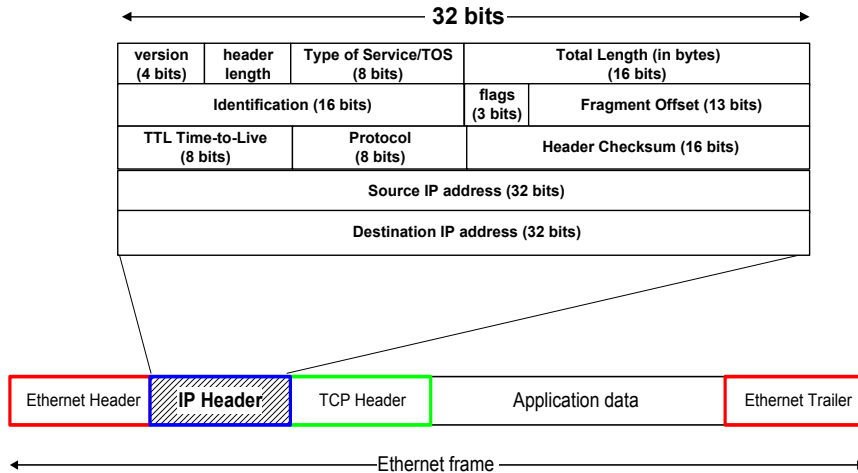 32 bits
version
(4 bits)
header
length
Type of Service/TOS
(8 bits)
Total Length (in bytes)
(16 bits)
Identification (16 bits)
flags
(3 bits)
Fragment Offset (13 bits)
TTL Time-to-Live
(8 bits)
Protocol
(8 bits)
Header Checksum (16 bits)
Source IP address (32 bits)
Destination IP address (32 bits)
Ethernet Header
IP Header
TCP Header
Application data
Ethernet Trailer
Ethernet frame